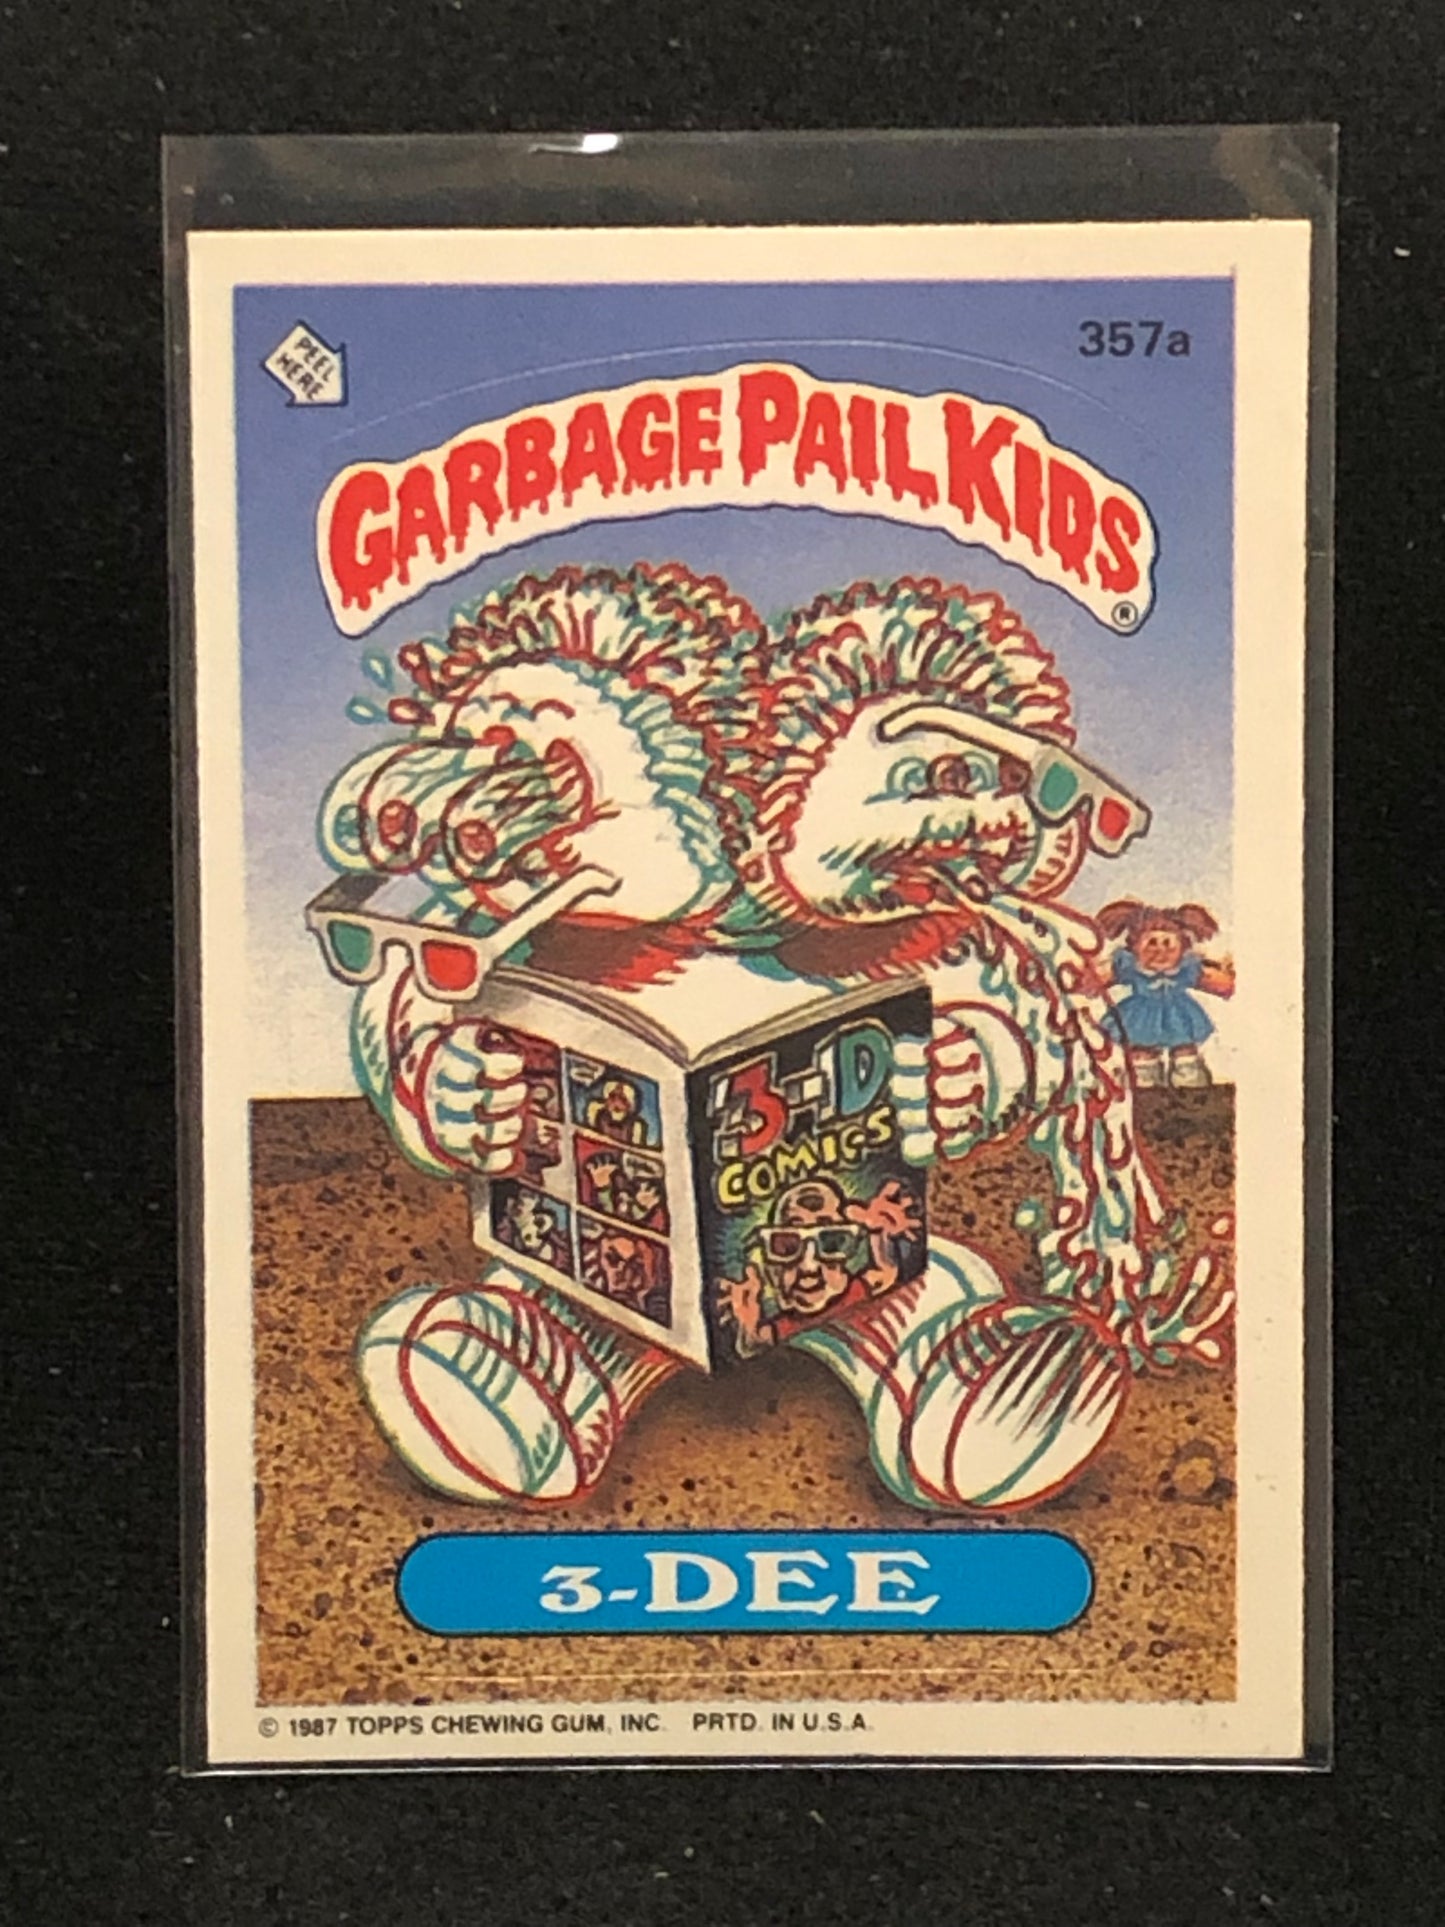 PEEL
HERE
357a
GARBAGE PAIL KIDS
®
3-D
COMICS
3-DEE
© 1987 TOPPS CHEWING GUM, INC. PRTD. IN U.S.A.